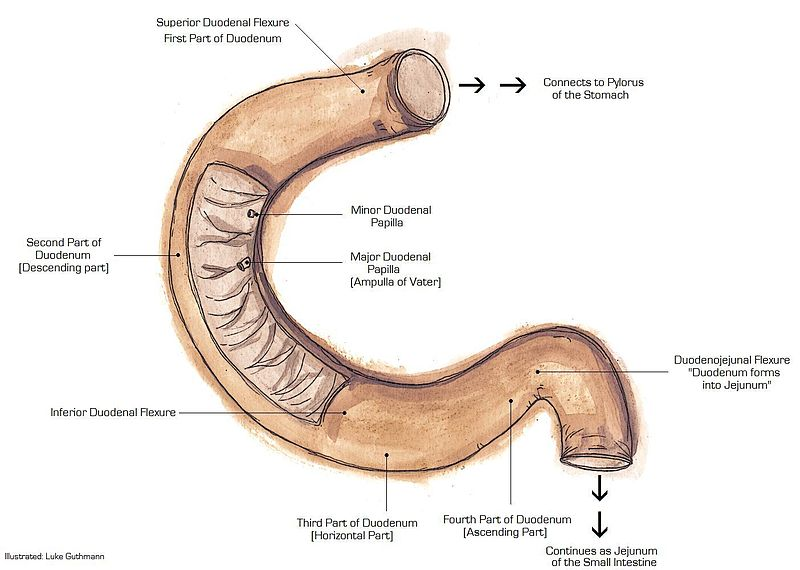 Superior Duodenal Flexure
First Part of Duodenum
Connects to Pylorus
of the Stomach
Minor Duodenal
Papilla
Second Part of
Duodenum
[Descending part]
Major Duodenal
Papilla
[Ampulla of Vater]
Duodenojejunal Flexure
"Duodenum forms
into Jejunum"
Inferior Duodenal Flexure
Third Part of Duodenum
[Horizontal Part]
Fourth Part of Duodenum
[Ascending Part]
Continues as Jejunum
of the Small Intestine
Illustrated: Luke Guthmann